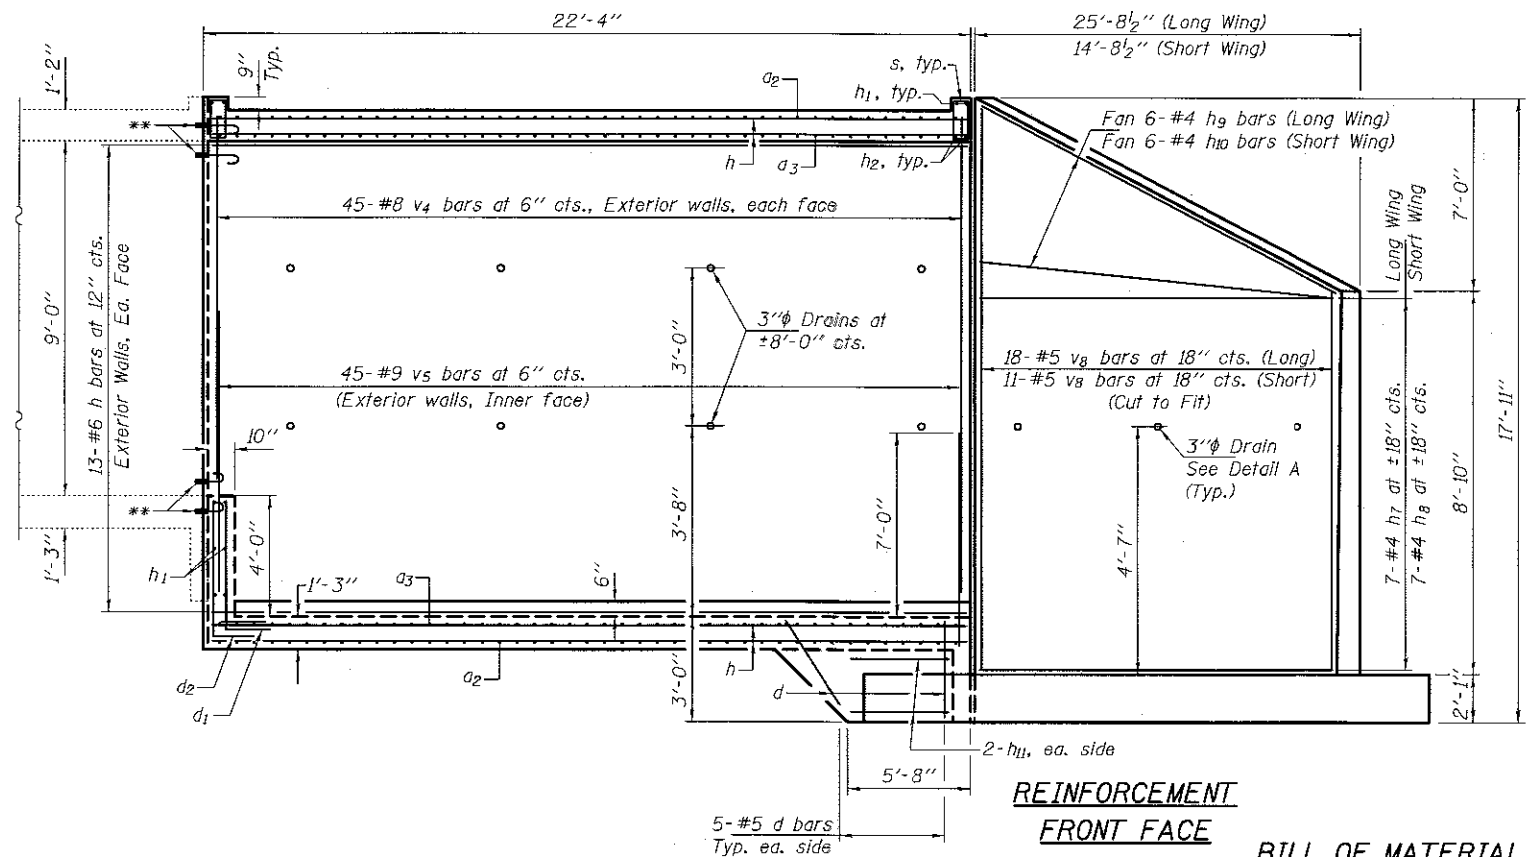 22'-4"
25'-8½" (Long Wing)
14'-8½" (Short Wing)
1'-2"
9"
Typ.
a2
s, typ.
h1, typ.
**
h
a3
h2, typ.
Fan 6-#4 h9 bars (Long Wing)
Fan 6-#4 h10 bars (Short Wing)
45-#8 v4 bars at 6" cts., Exterior walls, each face
9'-0"
13-#6 h bars at 12" cts.
Exterior Walls, Ea. Face
3'-0"
3"φ Drains at
±8'-0" cts.
Long Wing
Short Wing
7'-0"
45-#9 v5 bars at 6" cts.
(Exterior walls, Inner face)
18-#5 v8 bars at 18" cts. (Long)
11-#5 v8 bars at 18" cts. (Short)
(Cut to Fit)
17'-11"
10"
3"φ Drain
See Detail A
(Typ.)
7-#4 h7 at ±18" cts.
7-#4 h8 at ±18" cts.
8'-10"
**
3'-8"
7'-0"
4'-7"
1'-3"
h1
4'-0"
1'-3"
a3
6"
d2
d1
a2
h
3'-0"
d
2'-1"
2-h11, ea. side
5'-8"
5-#5 d bars
Typ. ea. side
REINFORCEMENT
FRONT FACE
BILL OF MATERIAL